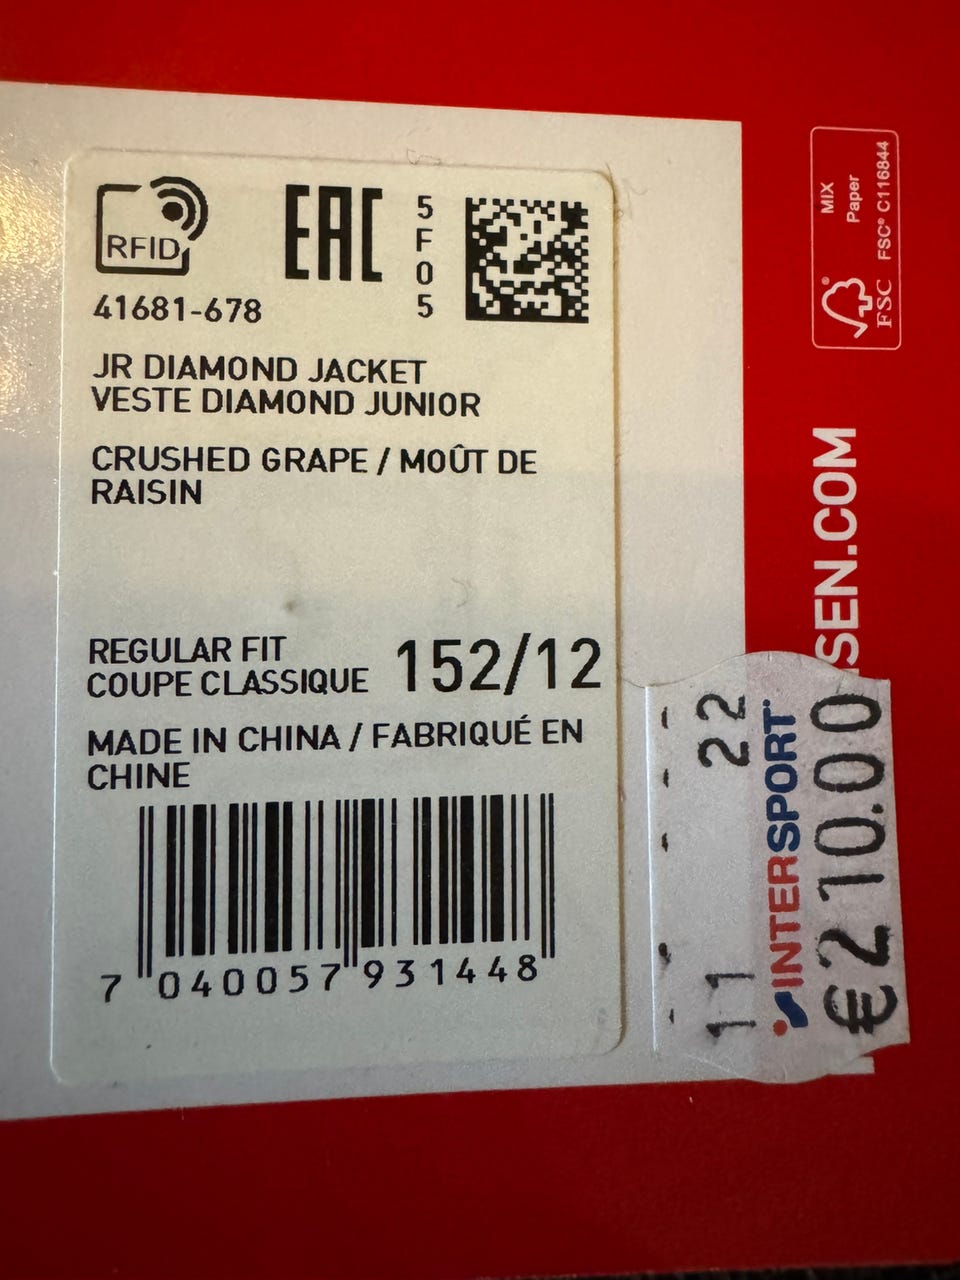 RFID
EAC
5F05
41681-678
JR DIAMOND JACKET
VESTE DIAMOND JUNIOR
CRUSHED GRAPE / MOÛT DE
RAISIN
REGULAR FIT
COUPE CLASSIQUE
152/12
MADE IN CHINA / FABRIQUÉ EN
CHINE
7 040057 931448
MIX
Paper
FSC® C116844
FSC
SEN.COM
11 22
INTERSPORT
€210.00